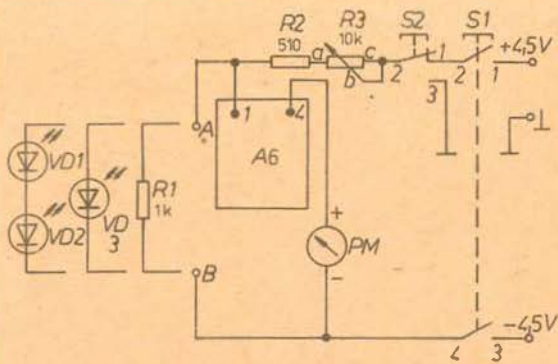 R2
510
R3
10k
S2
S1
+4,5V
a
b
c
2
1
3
2
1
⊥
A
1
4
A6
VD1
VD2
VD
3
R1
1k
B
+
PM
−
4
3
−4,5V